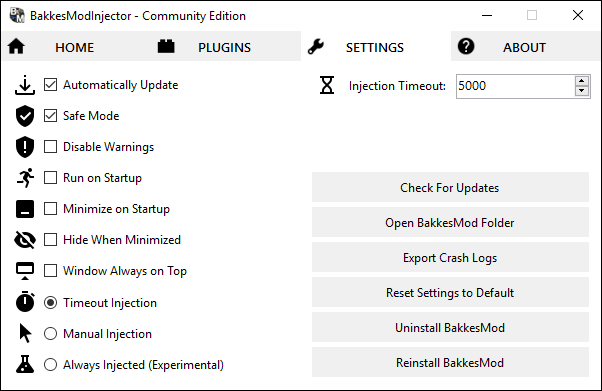 BakkesModInjector - Community Edition
HOME PLUGINS SETTINGS ABOUT
Automatically Update
Safe Mode
Disable Warnings
Run on Startup
Minimize on Startup
Hide When Minimized
Window Always on Top
Timeout Injection
Manual Injection
Always Injected (Experimental)
Injection Timeout: 5000
Check For Updates
Open BakkesMod Folder
Export Crash Logs
Reset Settings to Default
Uninstall BakkesMod
Reinstall BakkesMod